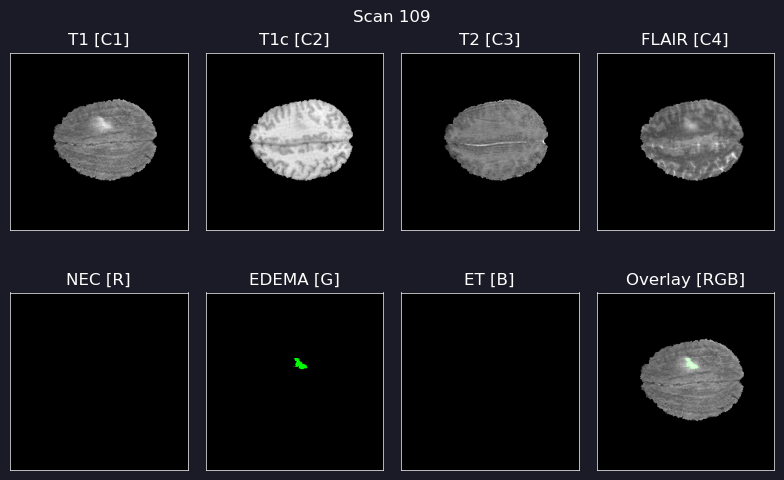 Scan 109
T1 [C1]
T1c [C2]
T2 [C3]
FLAIR [C4]
NEC [R]
EDEMA [G]
ET [B]
Overlay [RGB]